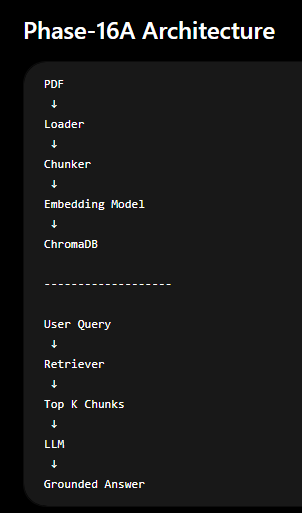 Phase-16A Architecture
PDF
↓
Loader
↓
Chunker
↓
Embedding Model
↓
ChromaDB
-------------------
User Query
↓
Retriever
↓
Top K Chunks
↓
LLM
↓
Grounded Answer